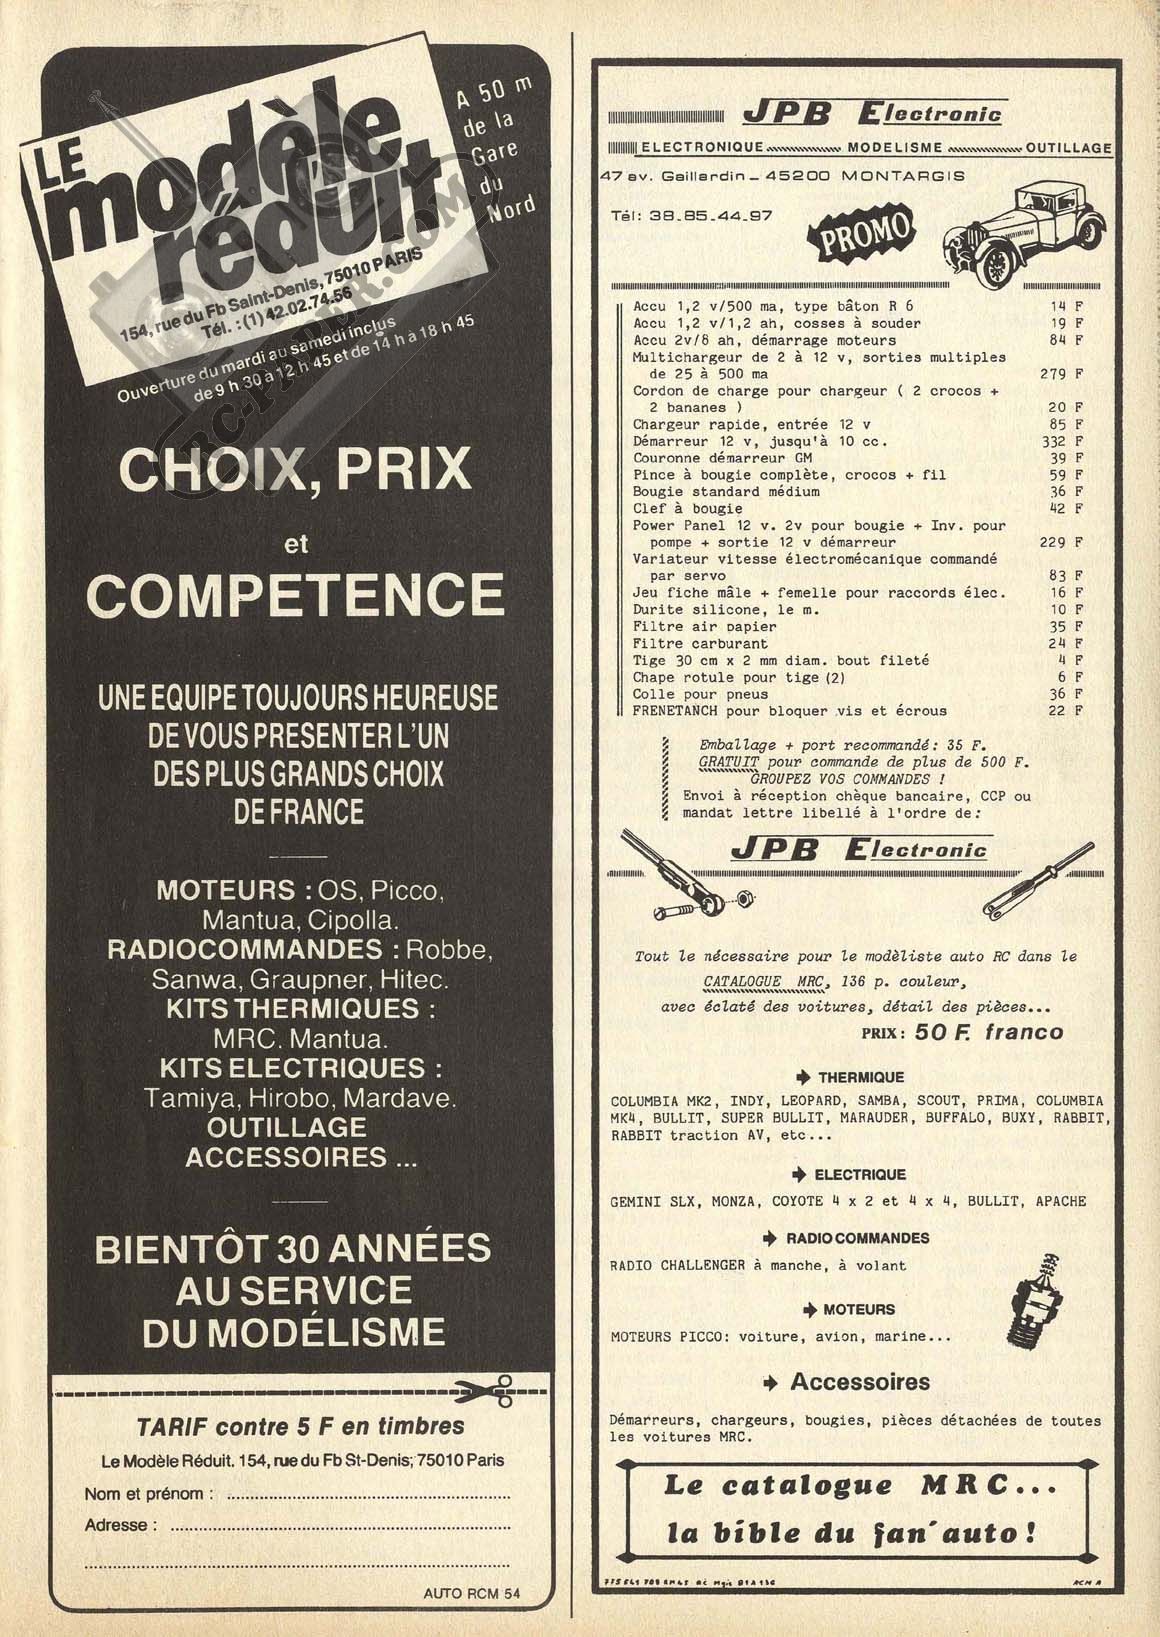 LE
modèle
réduit
A 50 m
de la
Gare
du
Nord
154, rue du Fb Saint-Denis, 75010 PARIS
Tél. : (1) 42.02.74.56
Ouverture du mardi au samedi inclus
de 9 h 30 à 12 h 45 et de 14 h à 18 h 45
RC-PAPER.COM
CHOIX, PRIX
et
COMPETENCE
UNE EQUIPE TOUJOURS HEUREUSE
DE VOUS PRESENTER L'UN
DES PLUS GRANDS CHOIX
DE FRANCE
MOTEURS : OS, Picco,
Mantua, Cipolla.
RADIOCOMMANDES : Robbe,
Sanwa, Graupner, Hitec.
KITS THERMIQUES :
MRC. Mantua.
KITS ELECTRIQUES :
Tamiya, Hirobo, Mardave.
OUTILLAGE
ACCESSOIRES ...
BIENTÔT 30 ANNÉES
AU SERVICE
DU MODÉLISME
TARIF contre 5 F en timbres
Le Modèle Réduit. 154, rue du Fb St-Denis; 75010 Paris
Nom et prénom :
Adresse :
AUTO RCM 54
JPB Electronic
ELECTRONIQUE MODELISME OUTILLAGE
47 av. Gaillardin - 45200 MONTARGIS
Tél: 38.85.44.97
PROMO
Accu 1,2 v/500 ma, type bâton R 6 14 F
Accu 1,2 v/1,2 ah, cosses à souder 19 F
Accu 2v/8 ah, démarrage moteurs 84 F
Multichargeur de 2 à 12 v, sorties multiples
de 25 à 500 ma 279 F
Cordon de charge pour chargeur ( 2 crocos +
2 bananes ) 20 F
Chargeur rapide, entrée 12 v 85 F
Démarreur 12 v, jusqu'à 10 cc. 332 F
Couronne démarreur GM 39 F
Pince à bougie complète, crocos + fil 59 F
Bougie standard médium 36 F
Clef à bougie 42 F
Power Panel 12 v. 2v pour bougie + Inv. pour
pompe + sortie 12 v démarreur 229 F
Variateur vitesse électromécanique commandé
par servo 83 F
Jeu fiche mâle + femelle pour raccords élec. 16 F
Durite silicone, le m. 10 F
Filtre air papier 35 F
Filtre carburant 24 F
Tige 30 cm x 2 mm diam. bout fileté 4 F
Chape rotule pour tige (2) 6 F
Colle pour pneus 36 F
FRENETANCH pour bloquer vis et écrous 22 F
Emballage + port recommandé: 35 F.
GRATUIT pour commande de plus de 500 F.
GROUPEZ VOS COMMANDES !
Envoi à réception chèque bancaire, CCP ou
mandat lettre libellé à l'ordre de:
JPB Electronic
Tout le nécessaire pour le modèliste auto RC dans le
CATALOGUE MRC, 136 p. couleur,
avec éclaté des voitures, détail des pièces...
PRIX: 50 F. franco
THERMIQUE
COLUMBIA MK2, INDY, LEOPARD, SAMBA, SCOUT, PRIMA, COLUMBIA
MK4, BULLIT, SUPER BULLIT, MARAUDER, BUFFALO, BUXY, RABBIT,
RABBIT traction AV, etc...
ELECTRIQUE
GEMINI SLX, MONZA, COYOTE 4 x 2 et 4 x 4, BULLIT, APACHE
RADIOCOMMANDES
RADIO CHALLENGER à manche, à volant
MOTEURS
MOTEURS PICCO: voiture, avion, marine...
Accessoires
Démarreurs, chargeurs, bougies, pièces détachées de toutes
les voitures MRC.
Le catalogue MRC...
la bible du fan'auto !